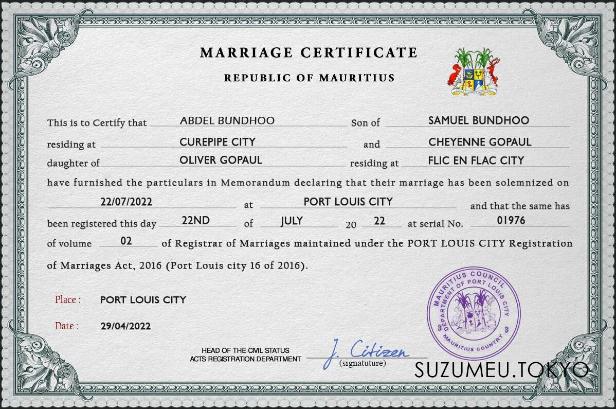 MARRIAGE CERTIFICATE
REPUBLIC OF MAURITIUS
This is to Certify that ABDEL BUNDHOO Son of SAMUEL BUNDHOO
residing at CUREPIPE CITY and CHEYENNE GOPAUL
daughter of OLIVER GOPAUL residing at FLIC EN FLAC CITY
have furnished the particulars in Memorandum declaring that their marriage has been solemnized on
22/07/2022 at PORT LOUIS CITY and that the same has
been registered this day 22ND of JULY 20 22 at serial No. 01976
of volume 02 of Registrar of Marriages maintained under the PORT LOUIS CITY Registration
of Marriages Act, 2016 (Port Louis city 16 of 2016).
Place : PORT LOUIS CITY
Date : 29/04/2022
MAURITIUS COUNCIL
DEPARTMENT OF PORT LOUIS CITY
MAURITIUS COUNTRY
HEAD OF THE CIVIL STATUS
ACTS REGISTRATION DEPARTMENT
J. Citizen
(signatuture)
SUZUMEU.TOKYO